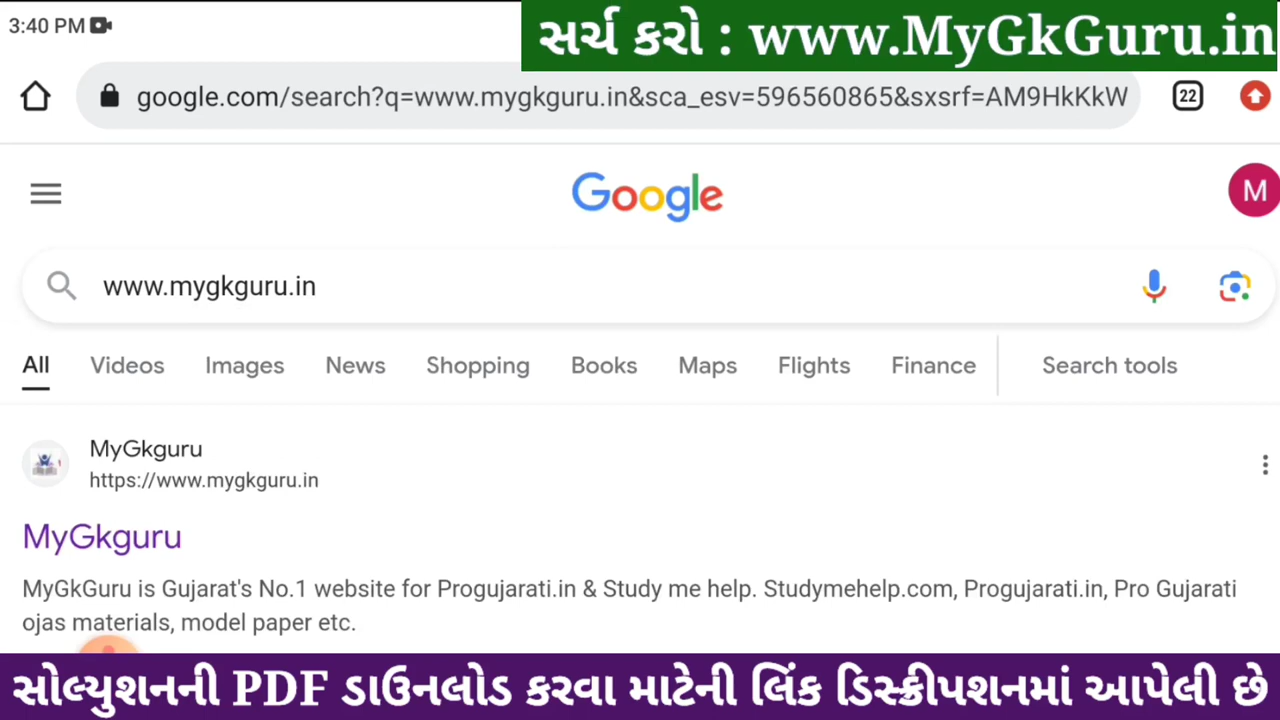 3:40 PM
સર્ચ કરો : www.MyGkGuru.in
google.com/search?q=www.mygkguru.in&sca_esv=596560865&sxsrf=AM9HkKkW
22
Google
M
www.mygkguru.in
All Videos Images News Shopping Books Maps Flights Finance Search tools
MyGkguru
https://www.mygkguru.in
MyGkguru
MyGkGuru is Gujarat's No.1 website for Progujarati.in & Study me help. Studymehelp.com, Progujarati.in, Pro Gujarati
ojas materials, model paper etc.
સોલ્યુશનની PDF ડાઉનલોડ કરવા માટેની લિંક ડિસ્ક્રીપશનમાં આપેલી છે